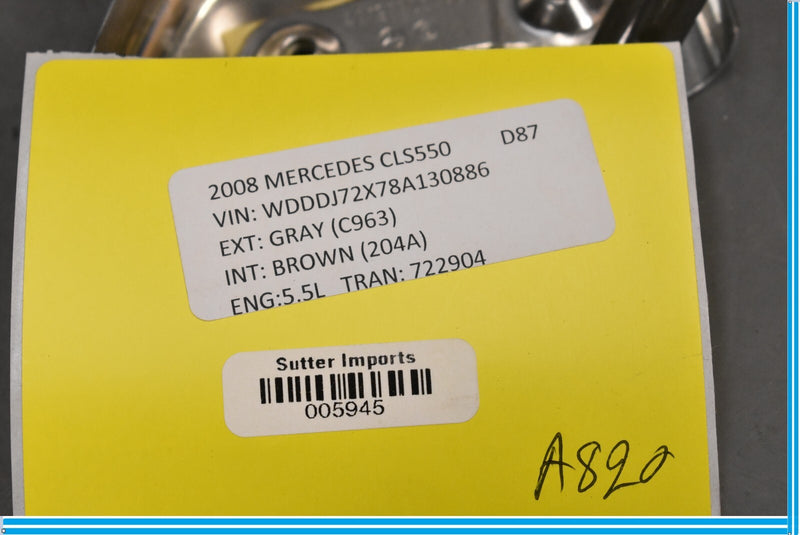 2008 MERCEDES CLS550 D87
VIN: WDDDJ72X78A130886
EXT: GRAY (C963)
INT: BROWN (204A)
ENG:5.5L TRAN: 722904
Sutter Imports
005945
A820